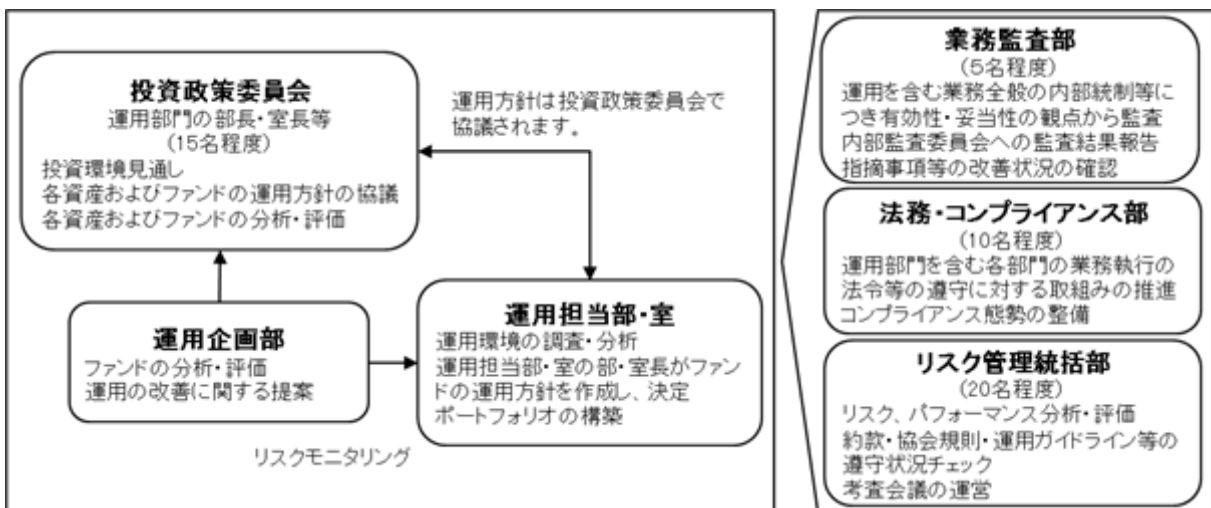 投資政策委員会
運用部門の部長・室長等
(15名程度)
投資環境見通し
各資産およびファンドの運用方針の協議
各資産およびファンドの分析・評価
運用方針は投資政策委員会で
協議されます。
運用企画部
ファンドの分析・評価
運用の改善に関する提案
運用担当部・室
運用環境の調査・分析
運用担当部・室の部・室長がファン
ドの運用方針を作成し、決定
ポートフォリオの構築
リスクモニタリング
業務監査部
(5名程度)
運用を含む業務全般の内部統制等に
つき有効性・妥当性の観点から監査
内部監査委員会への監査結果報告
指摘事項等の改善状況の確認
法務・コンプライアンス部
(10名程度)
運用部門を含む各部門の業務執行の
法令等の遵守に対する取組みの推進
コンプライアンス態勢の整備
リスク管理統括部
(20名程度)
リスク、パフォーマンス分析・評価
約款・協会規則・運用ガイドライン等の
遵守状況チェック
考査会議の運営